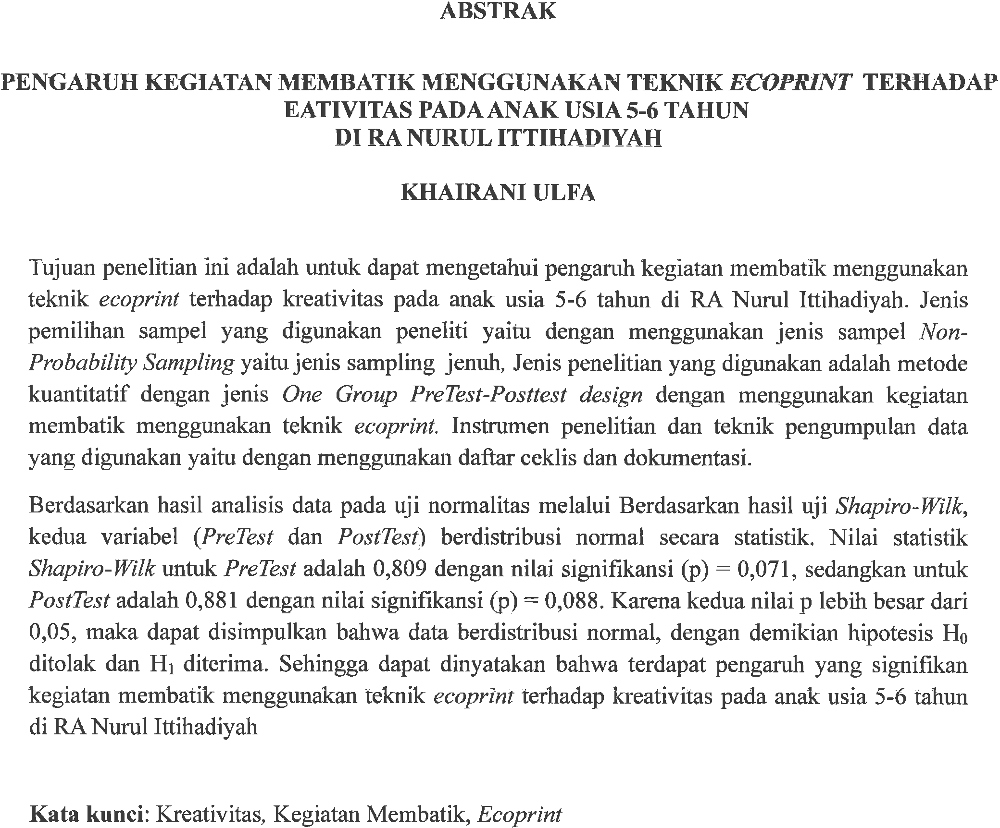 ABSTRAK
PENGARUH KEGIATAN MEMBATIK MENGGUNAKAN TEKNIK ECOPRINT TERHADAP
EATIVITAS PADA ANAK USIA 5-6 TAHUN
DI RA NURUL ITTIHADIYAH
KHAIRANI ULFA
Tujuan penelitian ini adalah untuk dapat mengetahui pengaruh kegiatan membatik menggunakan
teknik ecoprint terhadap kreativitas pada anak usia 5-6 tahun di RA Nurul Ittihadiyah. Jenis
pemilihan sampel yang digunakan peneliti yaitu dengan menggunakan jenis sampel Non-
Probability Sampling yaitu jenis sampling jenuh, Jenis penelitian yang digunakan adalah metode
kuantitatif dengan jenis One Group PreTest-Posttest design dengan menggunakan kegiatan
membatik menggunakan teknik ecoprint. Instrumen penelitian dan teknik pengumpulan data
yang digunakan yaitu dengan menggunakan daftar ceklis dan dokumentasi.
Berdasarkan hasil analisis data pada uji normalitas melalui Berdasarkan hasil uji Shapiro-Wilk,
kedua variabel (PreTest dan PostTest) berdistribusi normal secara statistik. Nilai statistik
Shapiro-Wilk untuk PreTest adalah 0,809 dengan nilai signifikansi (p) = 0,071, sedangkan untuk
PostTest adalah 0,881 dengan nilai signifikansi (p) = 0,088. Karena kedua nilai p lebih besar dari
0,05, maka dapat disimpulkan bahwa data berdistribusi normal, dengan demikian hipotesis H₀
ditolak dan H₁ diterima. Sehingga dapat dinyatakan bahwa terdapat pengaruh yang signifikan
kegiatan membatik menggunakan teknik ecoprint terhadap kreativitas pada anak usia 5-6 tahun
di RA Nurul Ittihadiyah
Kata kunci: Kreativitas, Kegiatan Membatik, Ecoprint